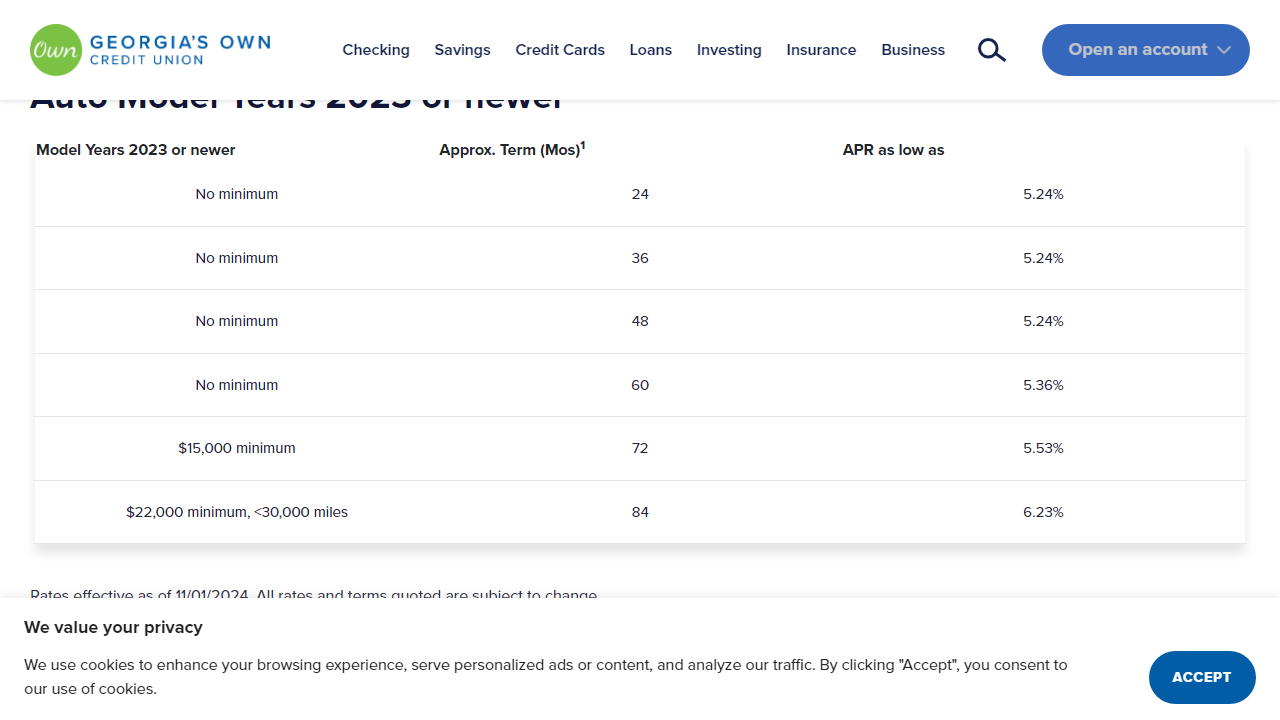 Own GEORGIA'S OWN
CREDIT UNION
Checking Savings Credit Cards Loans Investing Insurance Business Open an account
Auto Model Years 2023 or newer
Model Years 2023 or newer Approx. Term (Mos)1 APR as low as
No minimum 24 5.24%
No minimum 36 5.24%
No minimum 48 5.24%
No minimum 60 5.36%
$15,000 minimum 72 5.53%
$22,000 minimum, <30,000 miles 84 6.23%
Rates effective as of 11/01/2024. All rates and terms quoted are subject to change.
We value your privacy
We use cookies to enhance your browsing experience, serve personalized ads or content, and analyze our traffic. By clicking "Accept", you consent to
our use of cookies.
ACCEPT